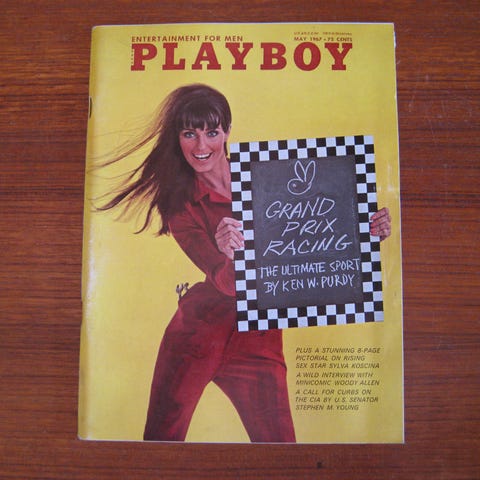 ENTERTAINMENT FOR MEN
MAY 1967 • 75 CENTS
PLAYBOY
GRAND
PRIX
RACING
THE ULTIMATE SPORT
BY KEN W. PURDY
PLUS A STUNNING 8-PAGE
PICTORIAL ON RISING
SEX STAR SYLVA KOSCINA
A WILD INTERVIEW WITH
MINICOMIC WOODY ALLEN
A CALL FOR CURBS ON
THE CIA BY U.S. SENATOR
STEPHEN M. YOUNG